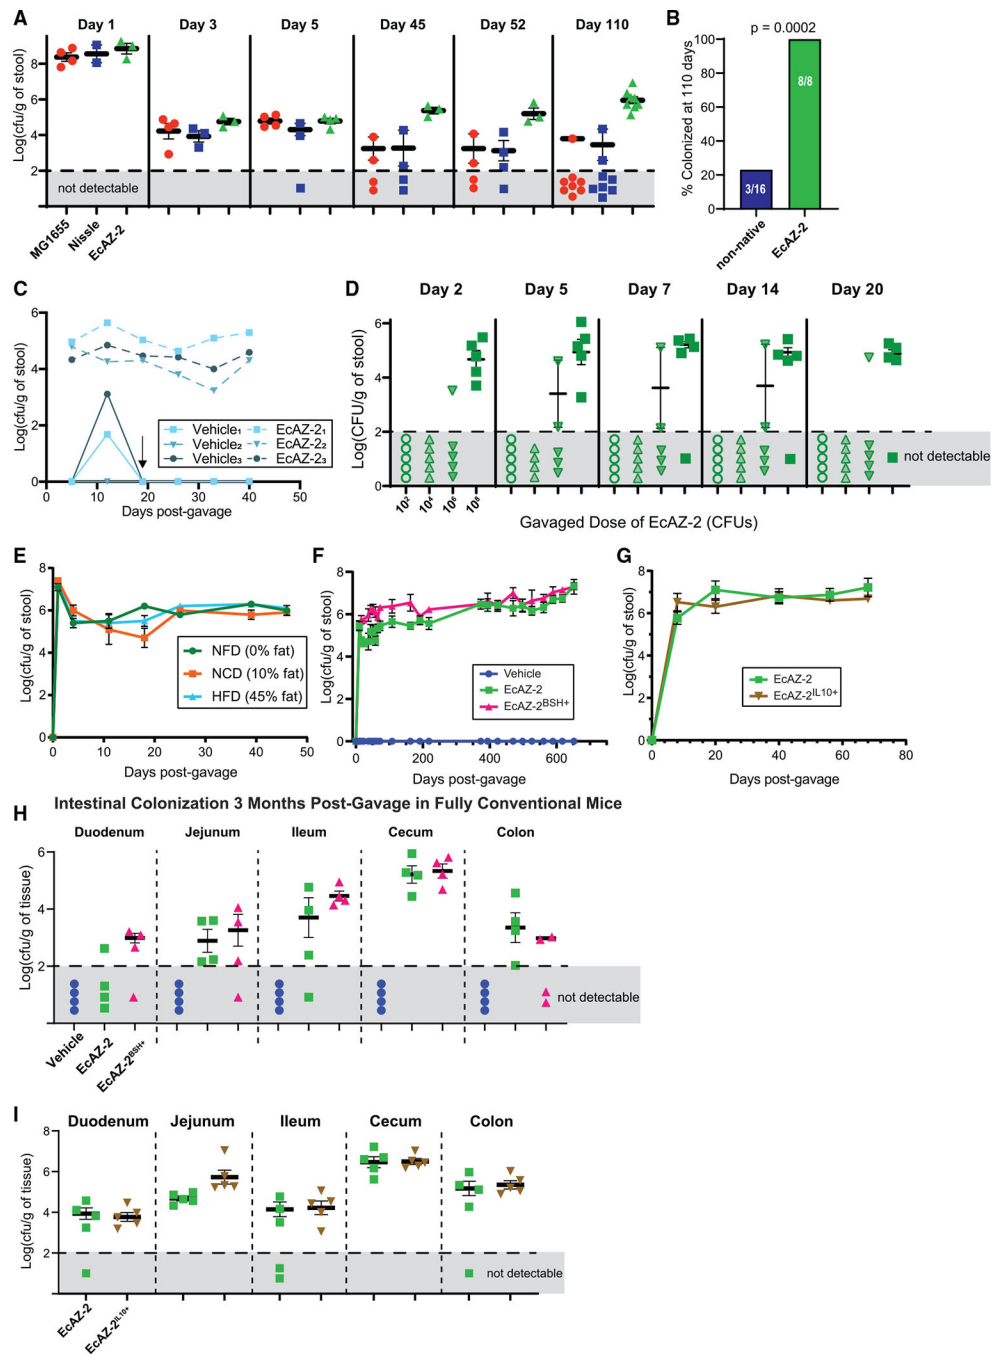 A
Day 1 Day 3 Day 5 Day 45 Day 52 Day 110
Log(cfu/g of stool)
8
6
4
2
not detectable
MG1655 Nissle EcAZ-2
B
p = 0.0002
% Colonized at 110 days
100
80
60
40
20
0
8/8
3/16
non-native EcAZ-2
C
Log(cfu/g of stool)
6
4
2
0
Vehicle₁ EcAZ-2₁
Vehicle₂ EcAZ-2₂
Vehicle₃ EcAZ-2₃
0 10 20 30 40 50
Days post-gavage
D
Day 2 Day 5 Day 7 Day 14 Day 20
Log(CFU/g of stool)
6
4
2
0
not detectable
10² 10⁴ 10⁶ 10⁸
Gavaged Dose of EcAZ-2 (CFUs)
E
Log(cfu/g of stool)
8
6
4
2
0
NFD (0% fat)
NCD (10% fat)
HFD (45% fat)
0 10 20 30 40 50
Days post-gavage
F
Log(cfu/g of stool)
8
6
4
2
0
Vehicle
EcAZ-2
EcAZ-2^BSH+
0 200 400 600
Days post-gavage
G
Log(cfu/g of stool)
8
6
4
2
0
EcAZ-2
EcAZ-2^IL10+
0 20 40 60 80
Days post-gavage
H
Intestinal Colonization 3 Months Post-Gavage in Fully Conventional Mice
Duodenum Jejunum Ileum Cecum Colon
Log(cfu/g of tissue)
6
4
2
not detectable
Vehicle EcAZ-2 EcAZ-2^BSH+
I
Duodenum Jejunum Ileum Cecum Colon
Log(cfu/g of tissue)
8
6
4
2
not detectable
EcAZ-2 EcAZ-2^IL10+